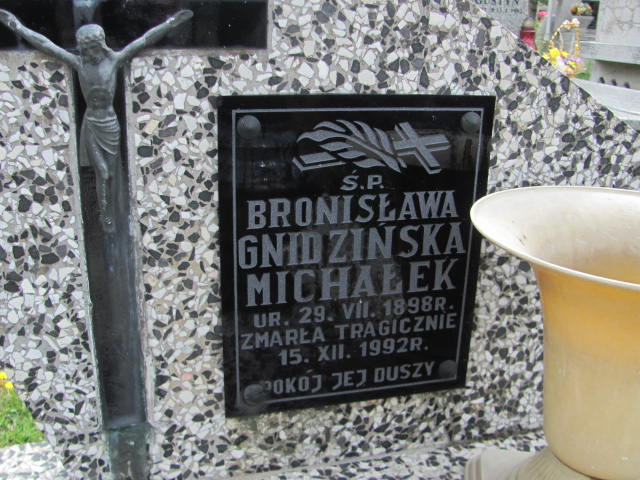 Ś.P.
BRONISŁAWA
GNIDZIŃSKA
MICHAŁEK
UR. 29. VII. 1898R.
ZMARŁA TRAGICZNIE
15. XII. 1992R.
POKÓJ JEJ DUSZY